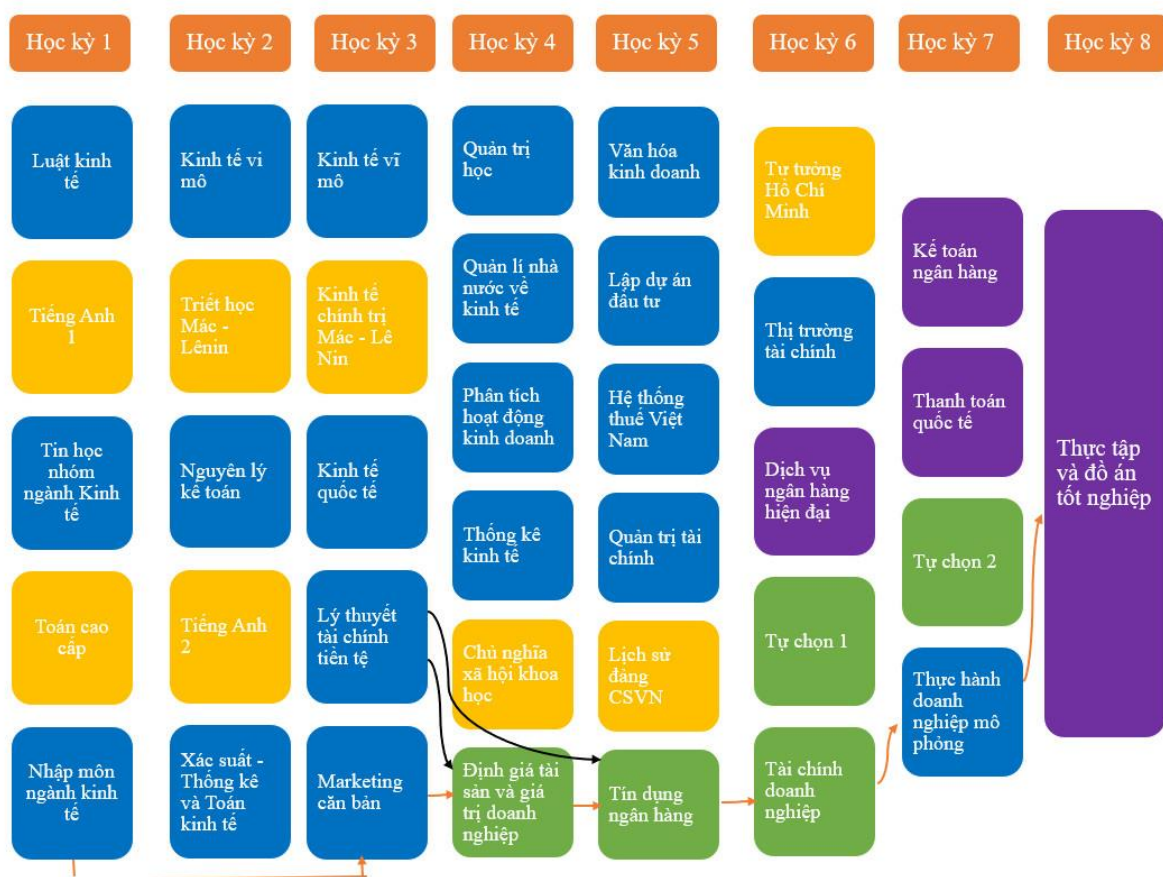 Học kỳ 1
Học kỳ 2
Học kỳ 3
Học kỳ 4
Học kỳ 5
Học kỳ 6
Học kỳ 7
Học kỳ 8
Luật kinh
tế
Tiếng Anh
1
Tin học
nhóm
ngành Kinh
tế
Toán cao
cấp
Nhập môn
ngành kinh
tế
Kinh tế vi
mô
Triết học
Mác -
Lênin
Nguyên lý
kế toán
Tiếng Anh
2
Xác suất -
Thống kê
và Toán
kinh tế
Kinh tế vĩ
mô
Kinh tế
chính trị
Mác - Lê
Nin
Kinh tế
quốc tế
Lý thuyết
tài chính
tiền tệ
Marketing
căn bản
Quản trị
học
Quản lí nhà
nước về
kinh tế
Phân tích
hoạt động
kinh doanh
Thống kê
kinh tế
Chủ nghĩa
xã hội khoa
học
Định giá tài
sản và giá
trị doanh
nghiệp
Văn hóa
kinh doanh
Lập dự án
đầu tư
Hệ thống
thuế Việt
Nam
Quản trị tài
chính
Lịch sử
đảng
CSVN
Tín dụng
ngân hàng
Tư tưởng
Hồ Chí
Minh
Thị trường
tài chính
Dịch vụ
ngân hàng
hiện đại
Tự chọn 1
Tài chính
doanh
nghiệp
Kế toán
ngân hàng
Thanh toán
quốc tế
Tự chọn 2
Thực hành
doanh
nghiệp mô
phỏng
Thực tập
và đồ án
tốt nghiệp